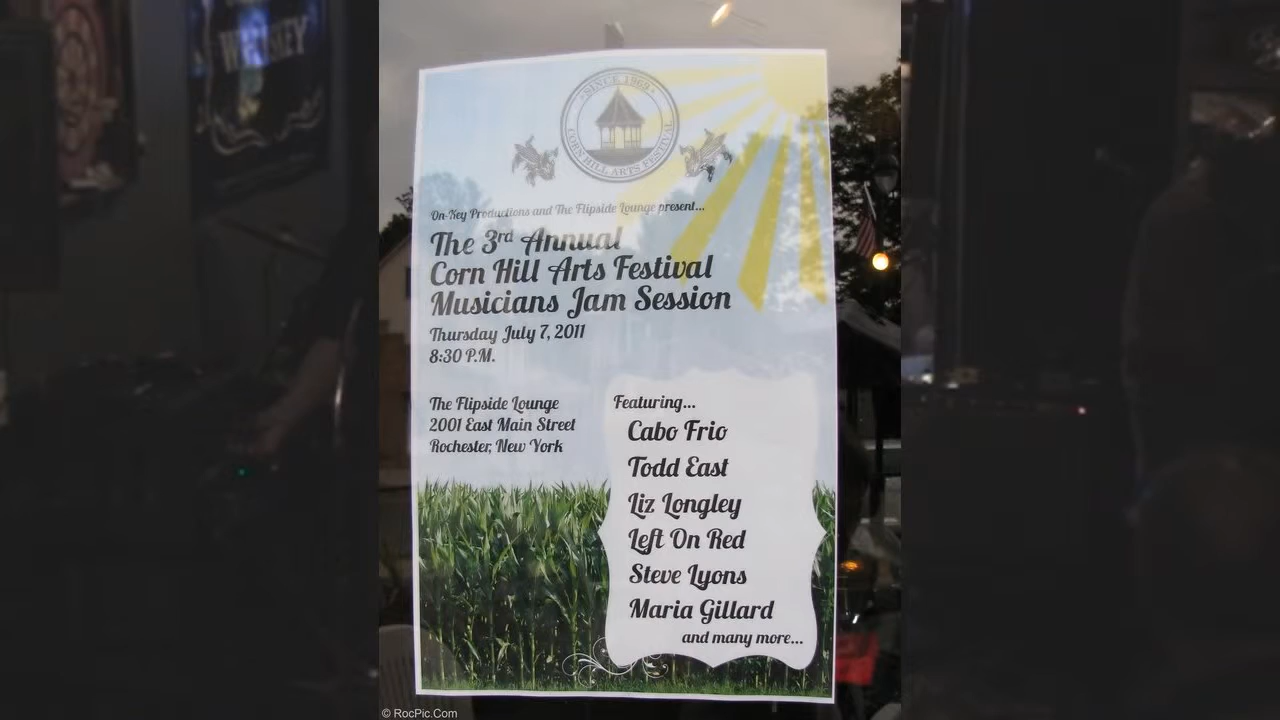 WHISKEY
SINCE 1969
CORN HILL ARTS FESTIVAL
On-Key Productions and The Flipside Lounge present...
The 3rd Annual
Corn Hill Arts Festival
Musicians Jam Session
Thursday July 7, 2011
8:30 P.M.
The Flipside Lounge
2001 East Main Street
Rochester, New York
Featuring...
Cabo Frio
Todd East
Liz Longley
Left On Red
Steve Lyons
Maria Gillard
and many more...
© RocPic.Com